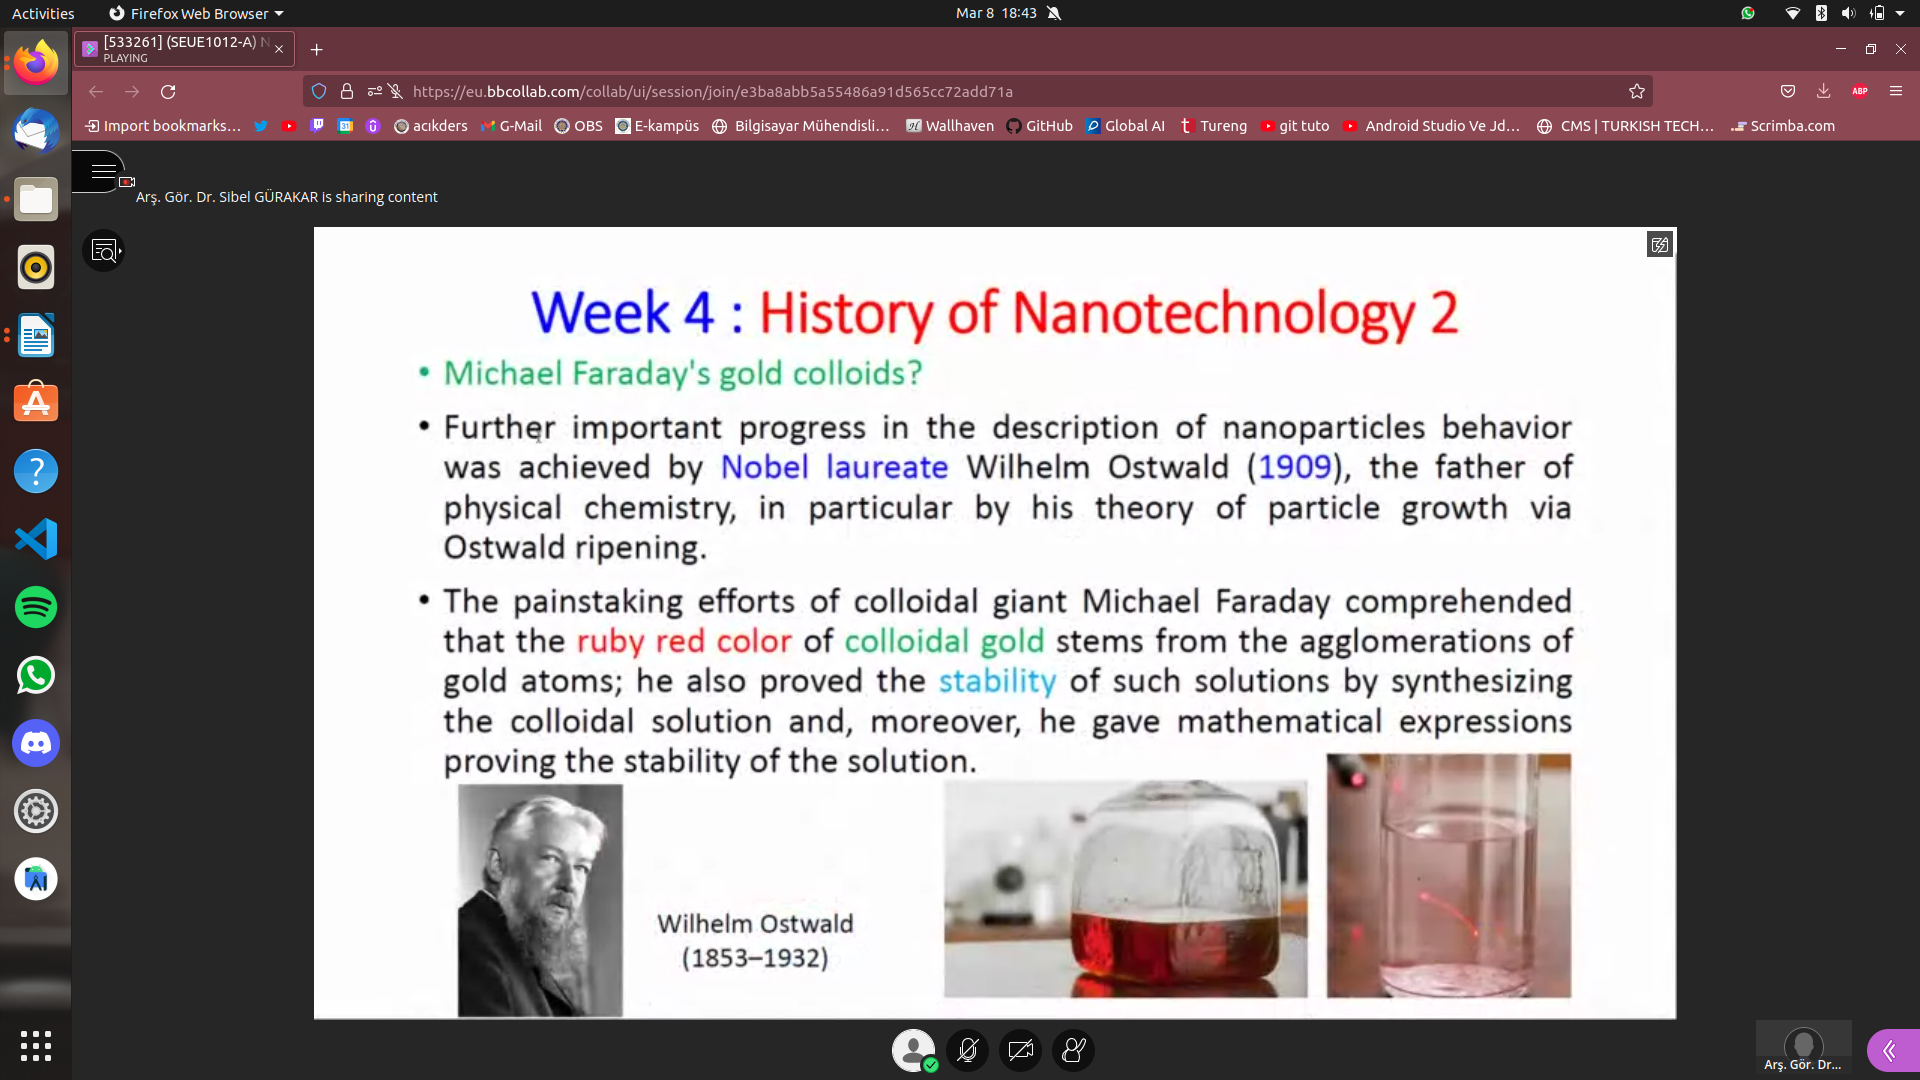 Activities
Firefox Web Browser
Mar 8 18:43
[533261] (SEUE1012-A) N
PLAYING
https://eu.bbcollab.com/collab/ui/session/join/e3ba8abb5a55486a91d565cc72add71a
ABP
Import bookmarks... 31 acıkders G-Mail OBS E-kampüs Bilgisayar Mühendisli... Wallhaven GitHub Global AI Tureng git tuto Android Studio Ve Jd... CMS | TURKISH TECH... Scrimba.com
Arş. Gör. Dr. Sibel GÜRAKAR is sharing content
Week 4 : History of Nanotechnology 2
• Michael Faraday's gold colloids?
• Further important progress in the description of nanoparticles behavior
was achieved by Nobel laureate Wilhelm Ostwald (1909), the father of
physical chemistry, in particular by his theory of particle growth via
Ostwald ripening.
• The painstaking efforts of colloidal giant Michael Faraday comprehended
that the ruby red color of colloidal gold stems from the agglomerations of
gold atoms; he also proved the stability of such solutions by synthesizing
the colloidal solution and, moreover, he gave mathematical expressions
proving the stability of the solution.
Wilhelm Ostwald
(1853–1932)
Arş. Gör. Dr...